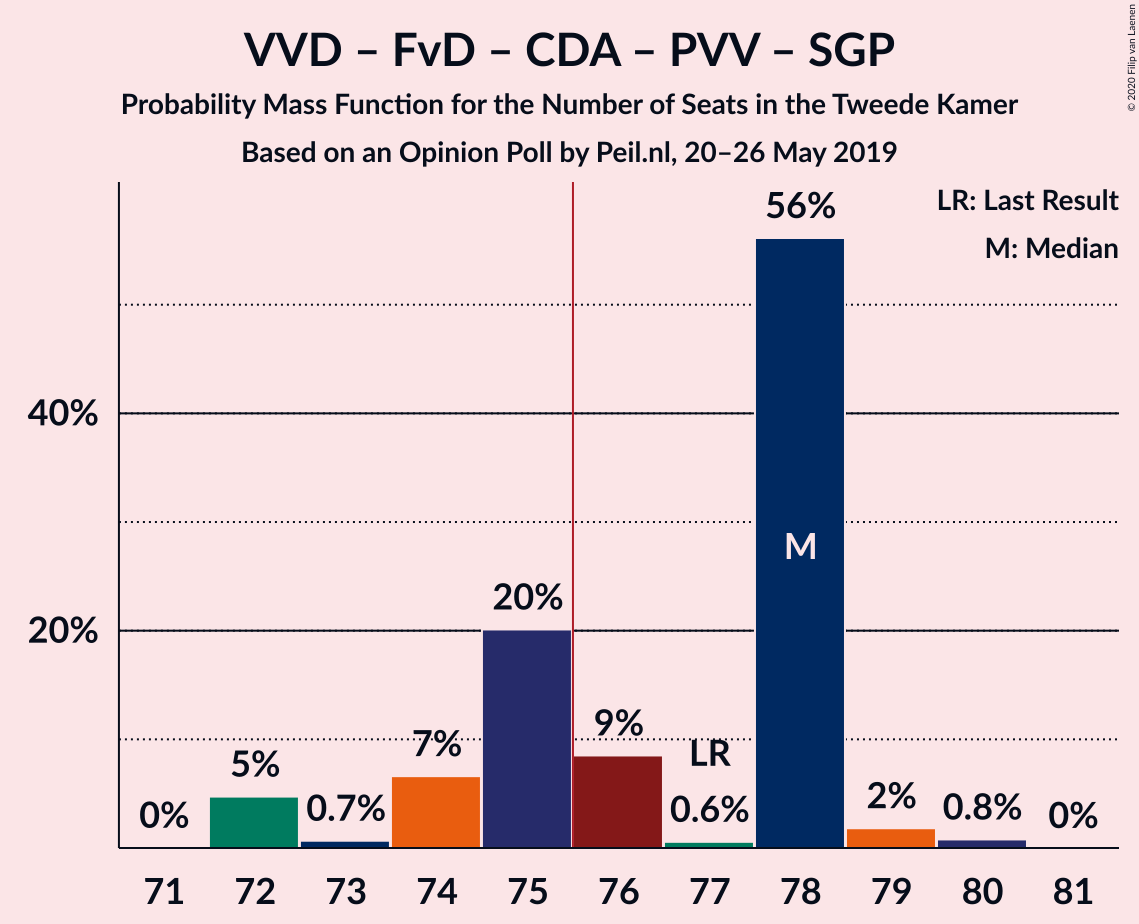 VVD – FvD – CDA – PVV – SGP
Probability Mass Function for the Number of Seats in the Tweede Kamer
Based on an Opinion Poll by Peil.nl, 20–26 May 2019
© 2020 Filip van Laenen
LR: Last Result
M: Median
56%
40%
M
20%
20%
9%
7%
LR
5%
2%
0%
0.7%
0.6%
0.8%
0%
71 72 73 74 75 76 77 78 79 80 81